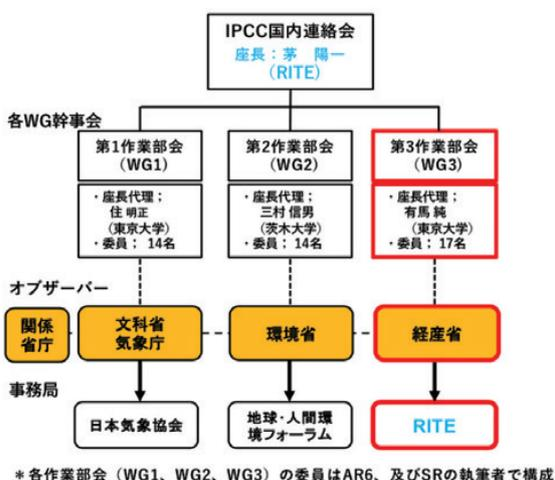 IPCC国内連絡会
座長：茅　陽一
（RITE）
各WG幹事会
第1作業部会
（WG1）
第2作業部会
（WG2）
第3作業部会
（WG3）
・座長代理；
住 明正
（東京大学）
・委員； 14名
・座長代理；
三村 信男
（茨木大学）
・委員； 14名
・座長代理；
有馬 純
（東京大学）
・委員； 17名
オブザーバー
関係
省庁
文科省
気象庁
環境省
経産省
事務局
日本気象協会
地球・人間環
境フォーラム
RITE
＊各作業部会（WG1、WG2、WG3）の委員はAR6、及びSRの執筆者で構成